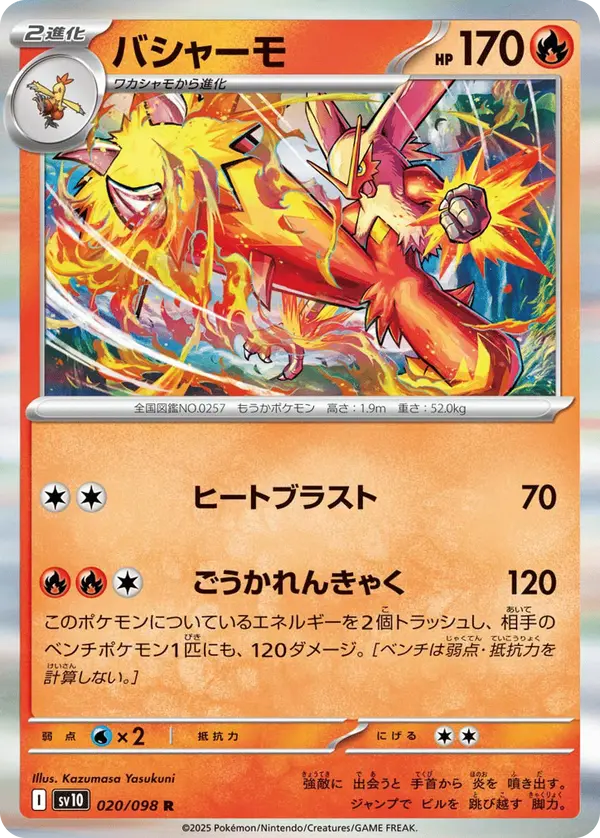 2進化 バシャーモ HP 170
ワカシャモから進化
全国図鑑NO.0257 もうかポケモン 高さ:1.9m 重さ:52.0kg
ヒートブラスト 70
ごうかれんきゃく 120
このポケモンについているエネルギーを2個トラッシュし、相手の
ベンチポケモン1匹にも、120ダメージ。[ベンチは弱点・抵抗力を
計算しない。]
弱点 ×2 抵抗力 にげる
Illus. Kazumasa Yasukuni
強敵に 出会うと 手首から 炎を 噴き出す。
ジャンプで ビルを 跳び越す 脚力。
I sv10 020/098 R
©2025 Pokémon/Nintendo/Creatures/GAME FREAK.